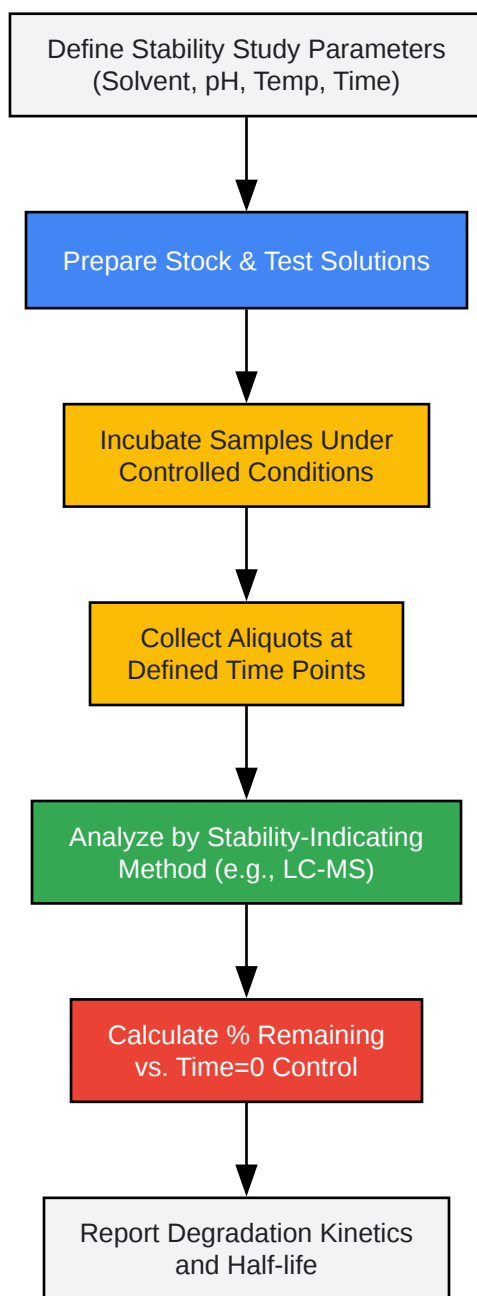 Define Stability Study Parameters
(Solvent, pH, Temp, Time)
Prepare Stock & Test Solutions
Incubate Samples Under
Controlled Conditions
Collect Aliquots at
Defined Time Points
Analyze by Stability-Indicating
Method (e.g., LC-MS)
Calculate % Remaining
vs. Time=0 Control
Report Degradation Kinetics
and Half-life